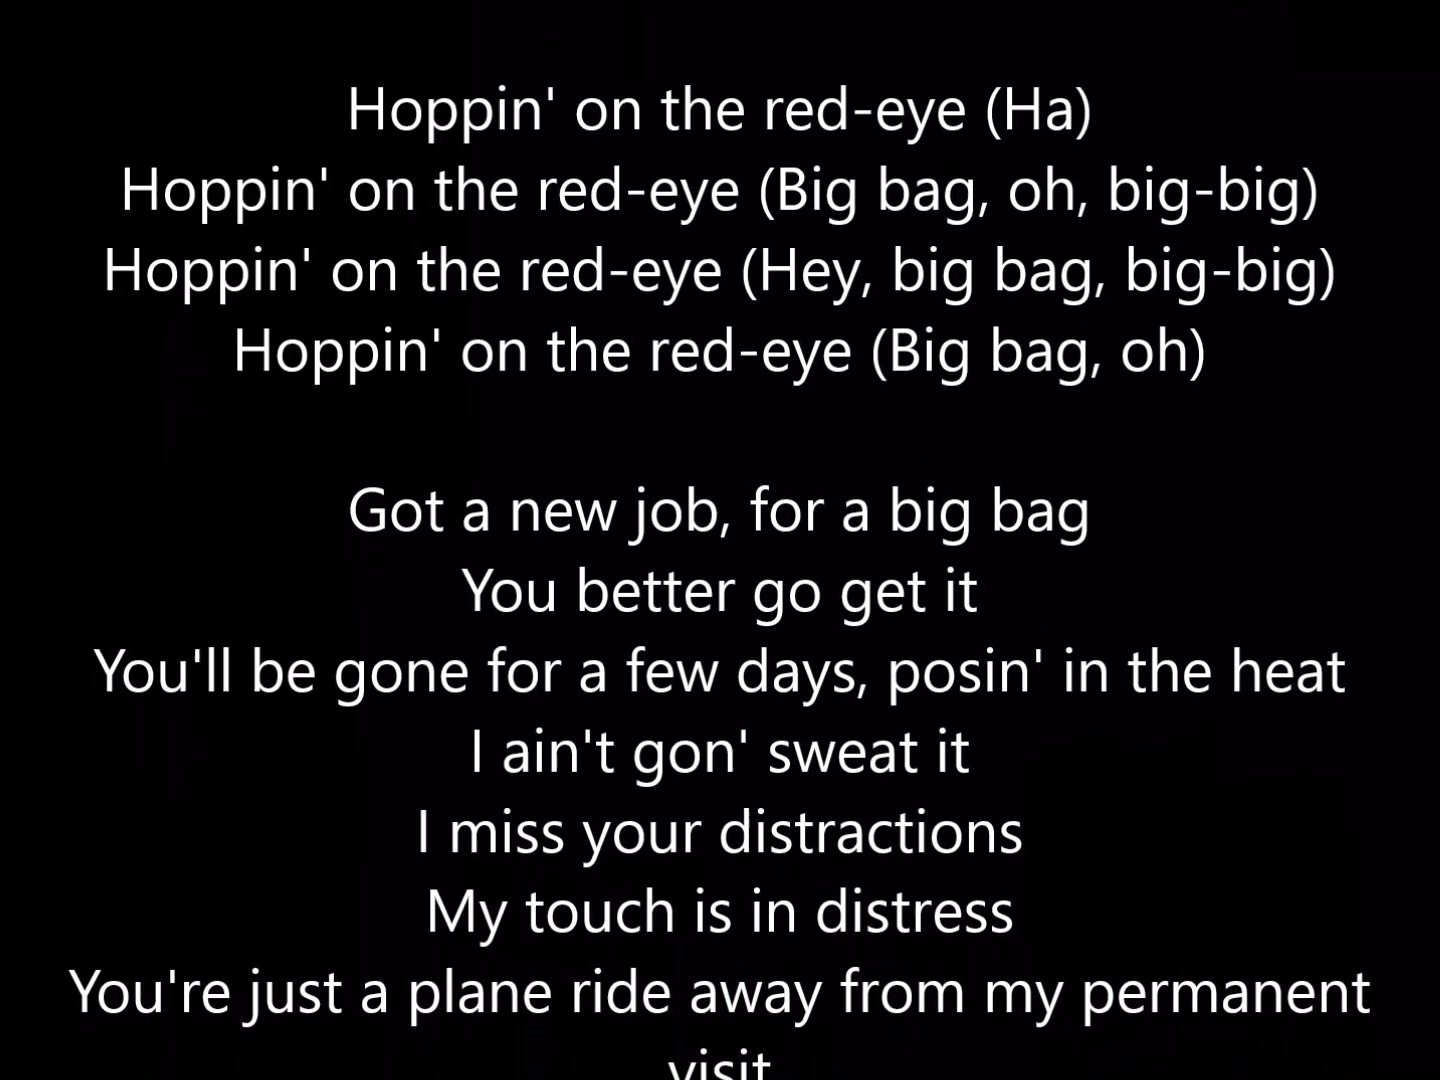 Hoppin' on the red-eye (Ha)
Hoppin' on the red-eye (Big bag, oh, big-big)
Hoppin' on the red-eye (Hey, big bag, big-big)
Hoppin' on the red-eye (Big bag, oh)
Got a new job, for a big bag
You better go get it
You'll be gone for a few days, posin' in the heat
I ain't gon' sweat it
I miss your distractions
My touch is in distress
You're just a plane ride away from my permanent
visit